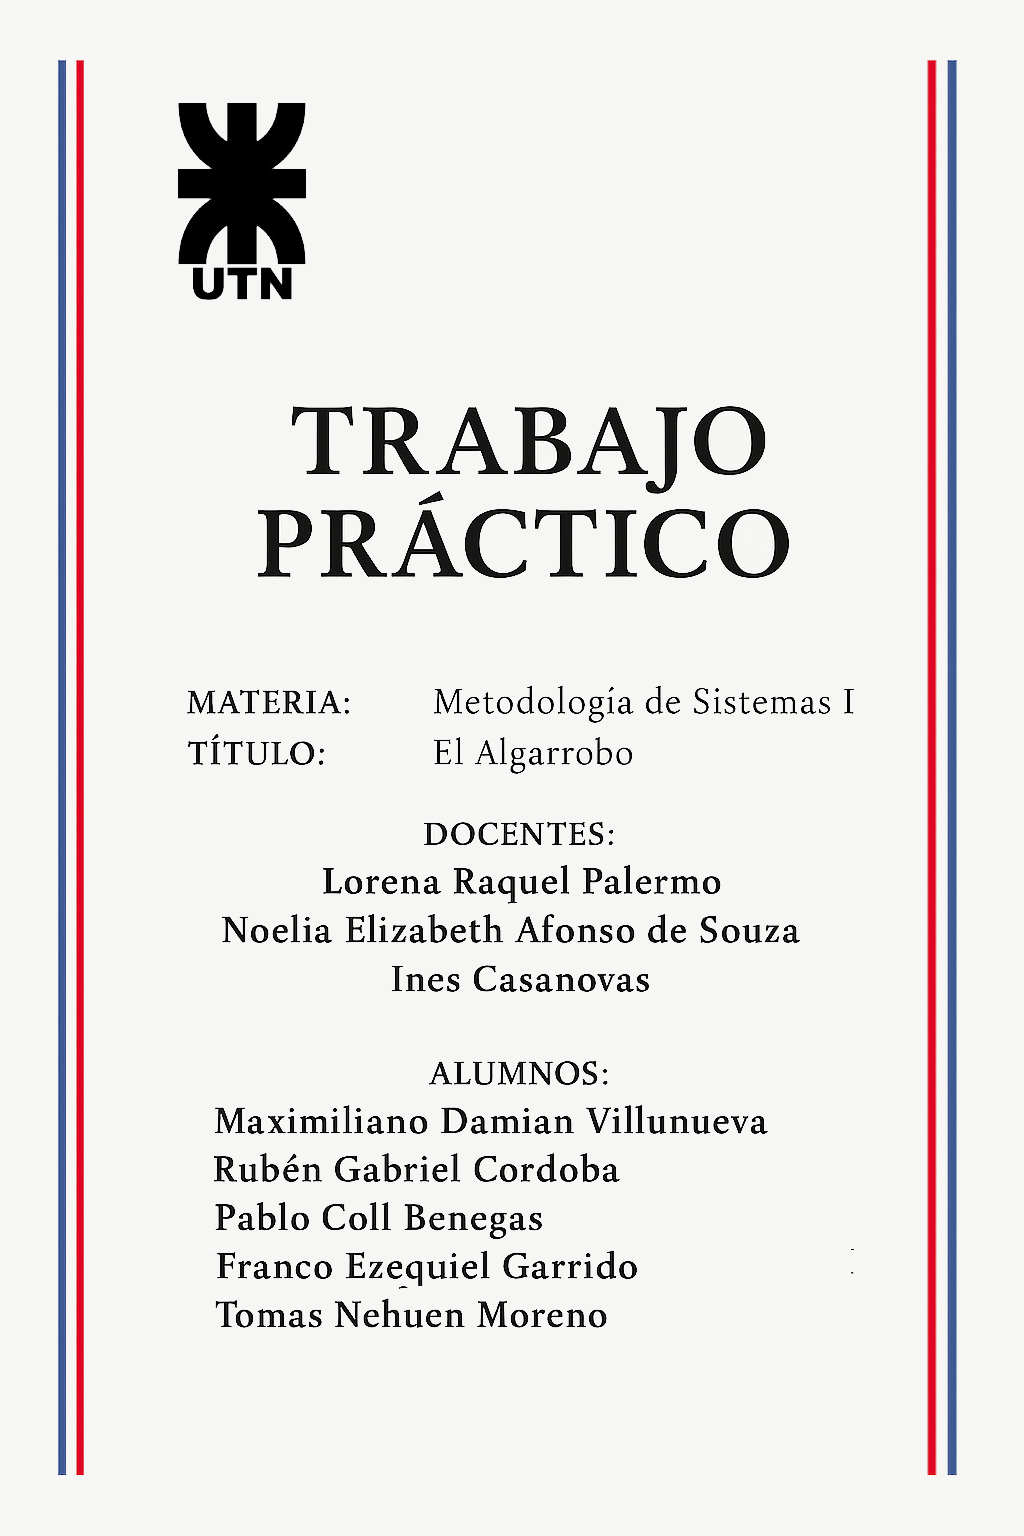 UTN
TRABAJO
PRÁCTICO
MATERIA: Metodología de Sistemas I
TÍTULO: El Algarrobo
DOCENTES:
Lorena Raquel Palermo
Noelia Elizabeth Afonso de Souza
Ines Casanovas
ALUMNOS:
Maximiliano Damian Villunueva
Rubén Gabriel Cordoba
Pablo Coll Benegas
Franco Ezequiel Garrido
Tomas Nehuen Moreno